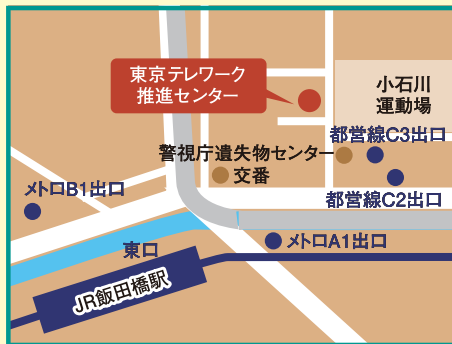 東京テレワーク
推進センター
小石川
運動場
都営線C3出口
警視庁遺失物センター
交番
メトロB1出口
都営線C2出口
東口
メトロA1出口
JR飯田橋駅